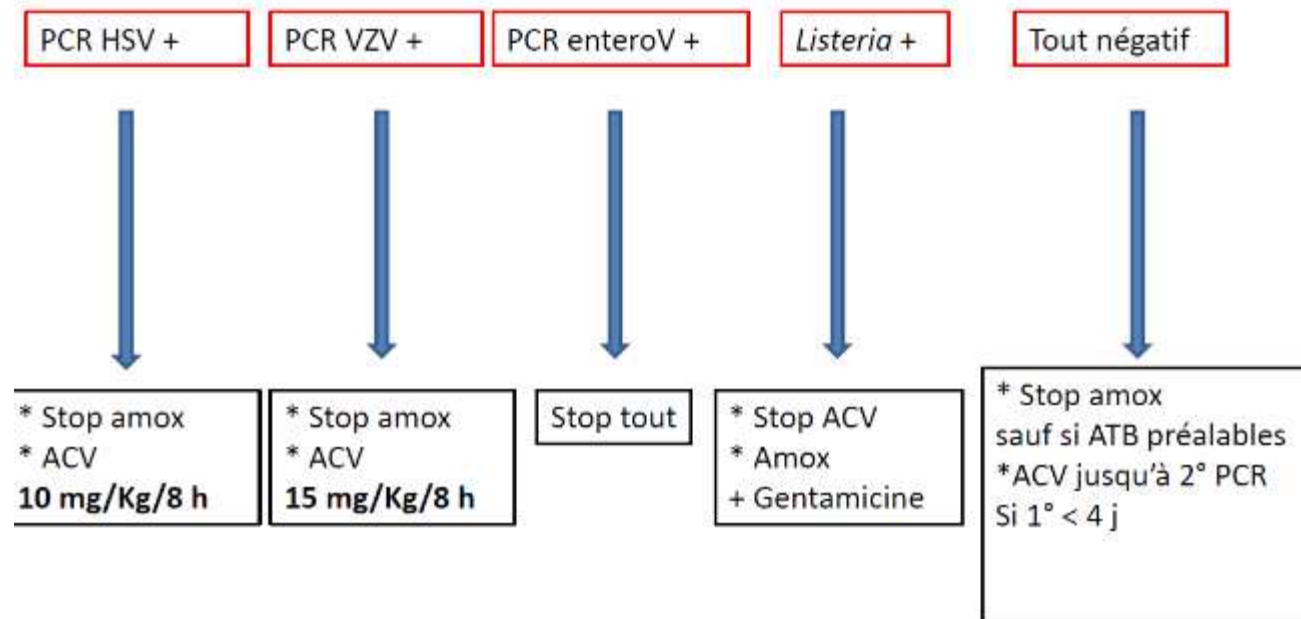 PCR HSV +
PCR VZV +
PCR enteroV +
Listeria +
Tout négatif
* Stop amox
* ACV
10 mg/Kg/8 h
* Stop amox
* ACV
15 mg/Kg/8 h
Stop tout
* Stop ACV
* Amox
+ Gentamicine
* Stop amox
sauf si ATB préalables
*ACV jusqu'à 2° PCR
Si 1° < 4 j